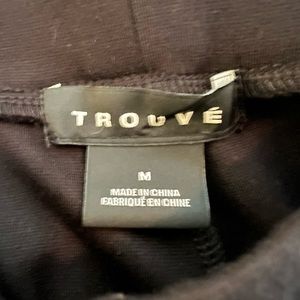 TROUVÉ
M
MADE IN CHINA
FABRIQUÉ EN CHINE